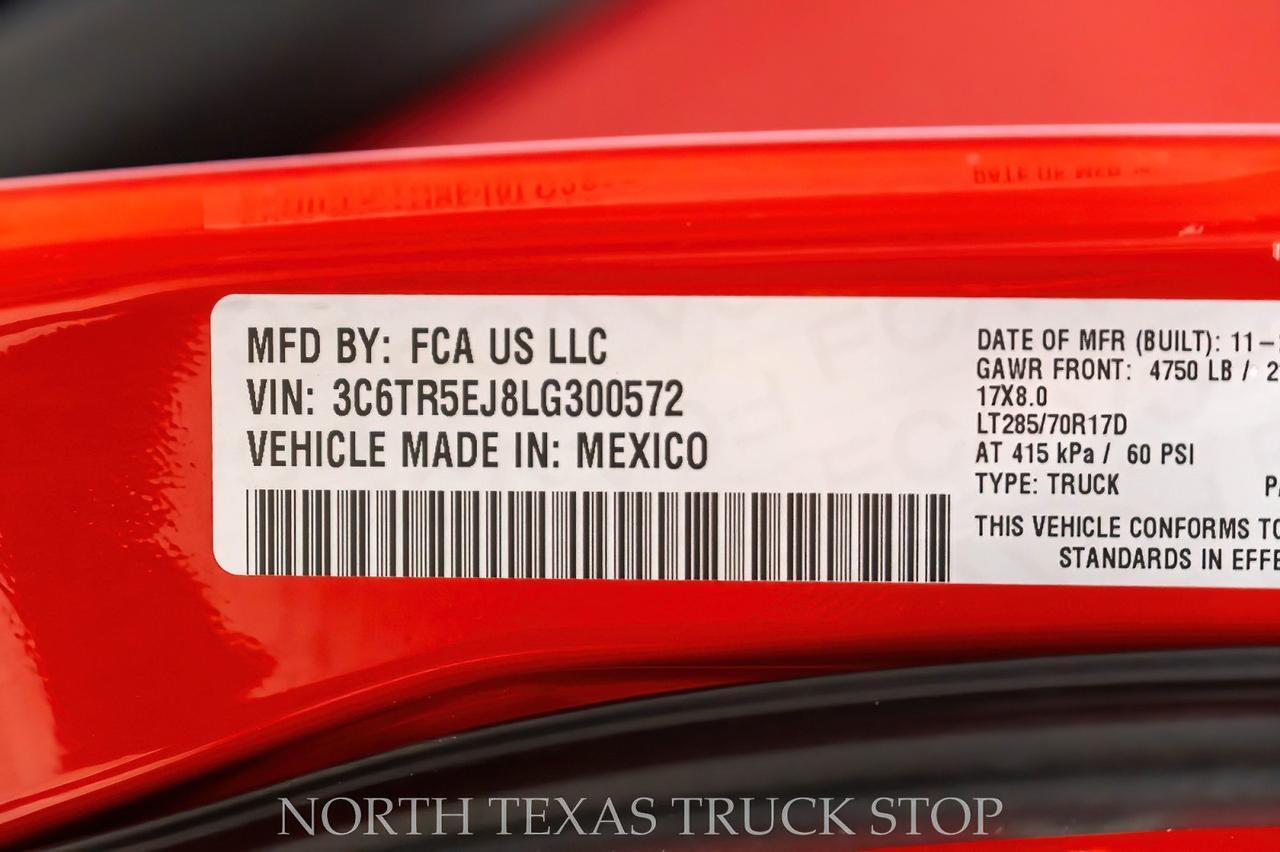 MFD BY: FCA US LLC
VIN: 3C6TR5EJ8LG300572
VEHICLE MADE IN: MEXICO
DATE OF MFR (BUILT): 11-
GAWR FRONT: 4750 LB / 2
17X8.0
LT285/70R17D
AT 415 kPa / 60 PSI
TYPE: TRUCK
THIS VEHICLE CONFORMS TO
STANDARDS IN EFFE
NORTH TEXAS TRUCK STOP